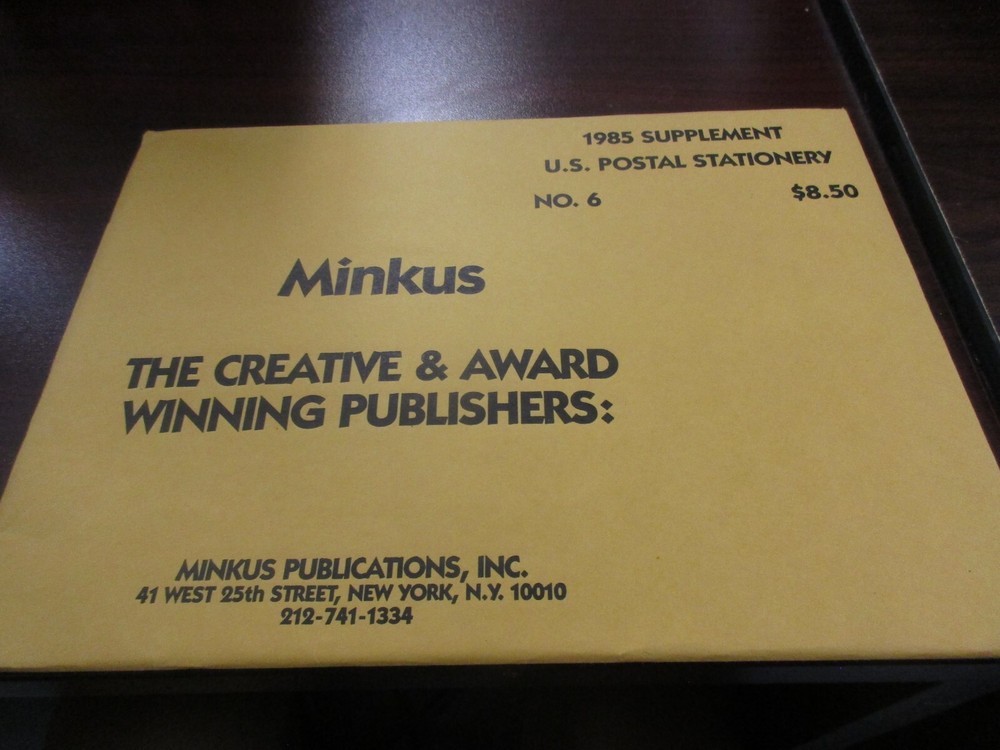 1985 SUPPLEMENT
U.S. POSTAL STATIONERY
NO. 6 $8.50
Minkus
THE CREATIVE & AWARD
WINNING PUBLISHERS:
MINKUS PUBLICATIONS, INC.
41 WEST 25th STREET, NEW YORK, N.Y. 10010
212-741-1334